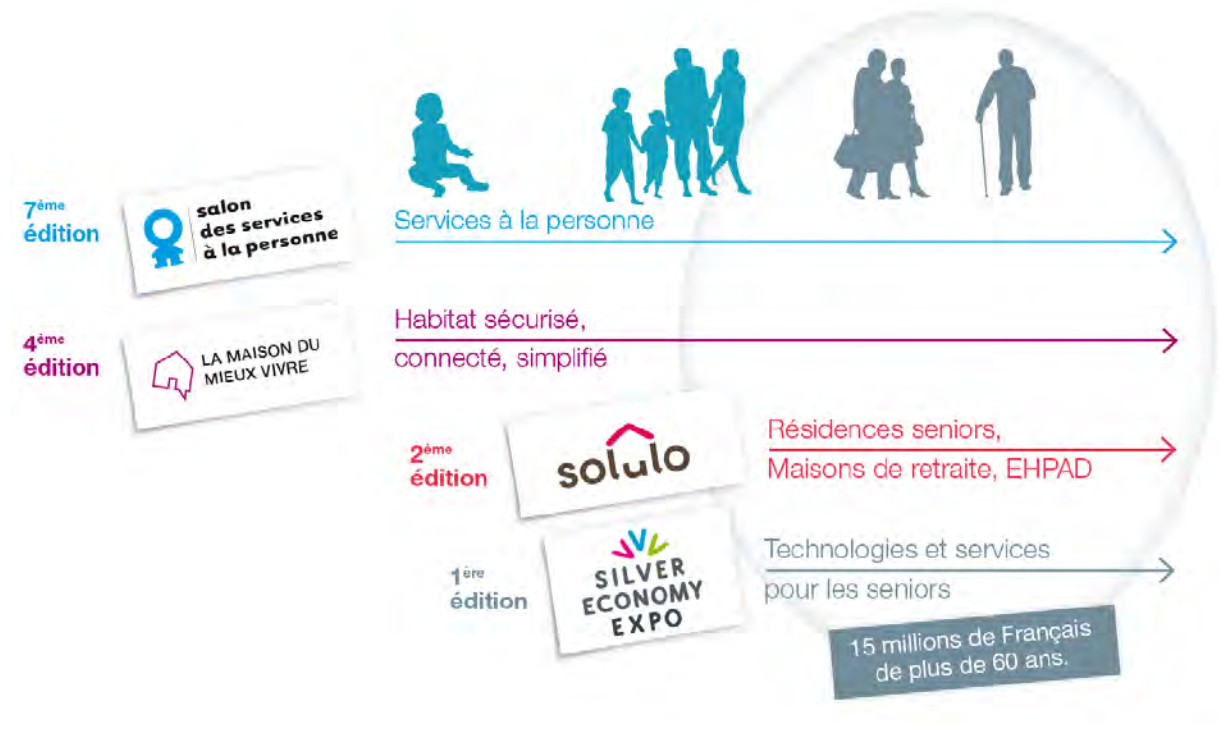 7ème
édition
salon
des services
à la personne
Services à la personne
4ème
édition
LA MAISON DU
MIEUX VIVRE
Habitat sécurisé,
connecté, simplifié
2ème
édition
solulo
Résidences seniors,
Maisons de retraite, EHPAD
1ère
édition
SILVER
ECONOMY
EXPO
Technologies et services
pour les seniors
15 millions de Français
de plus de 60 ans.